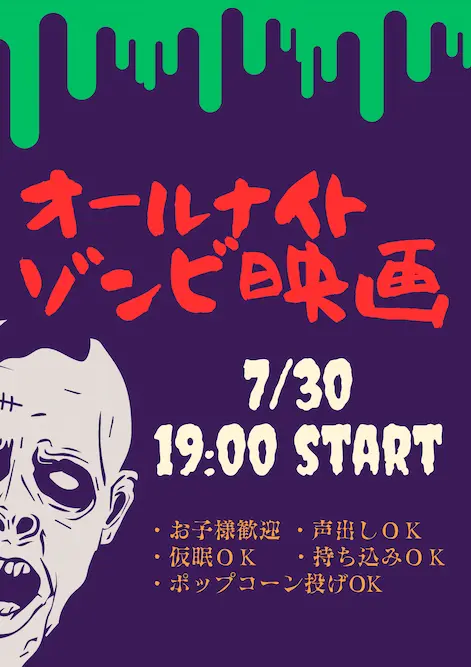 オールナイト
ゾンビ映画
7/30
19:00 START
・お子様歓迎 ・声出しＯＫ
・仮眠ＯＫ ・持ち込みＯＫ
・ポップコーン投げOK